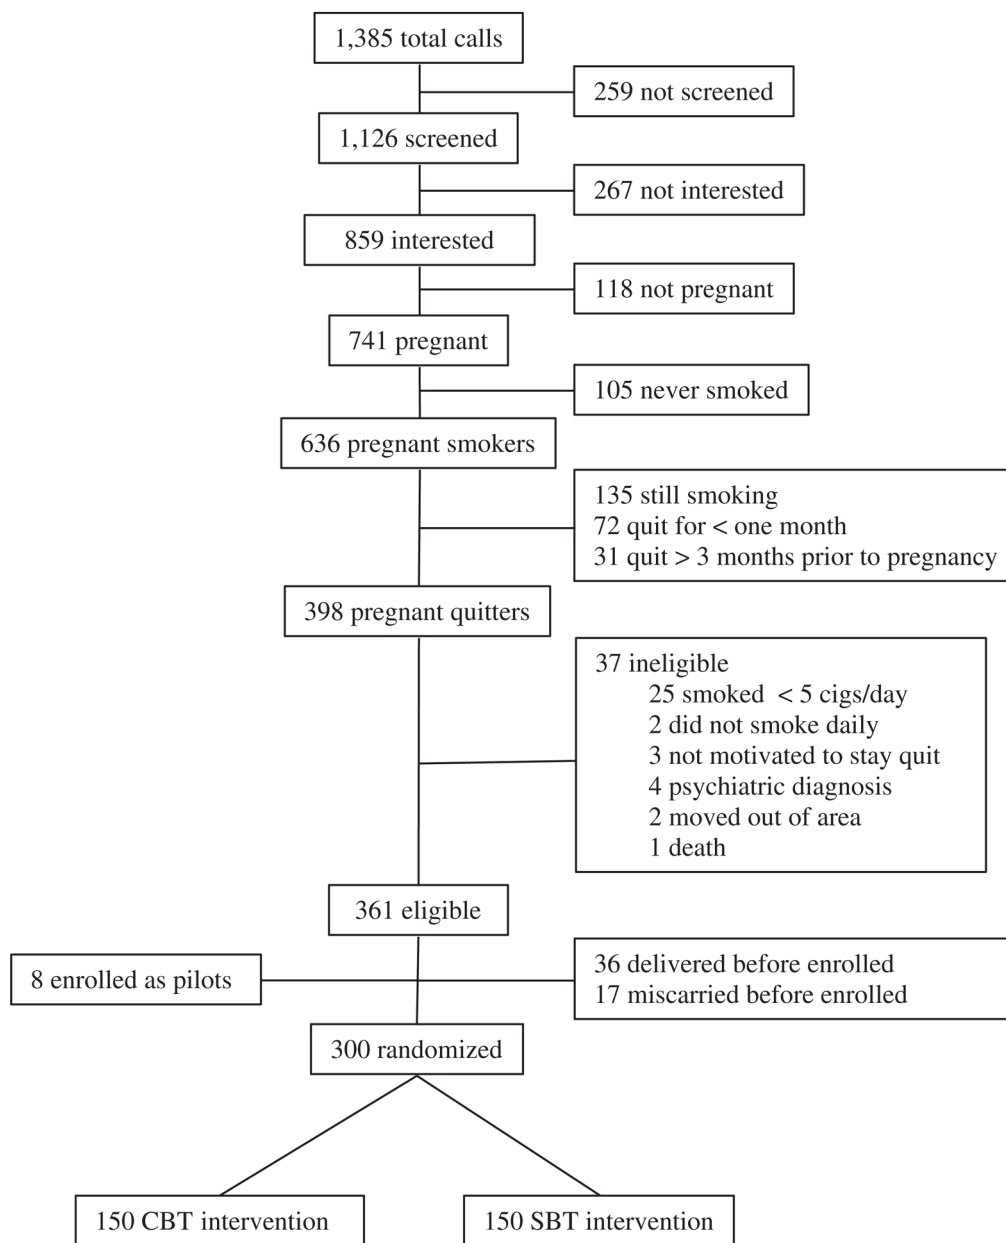 1,385 total calls
259 not screened
1,126 screened
267 not interested
859 interested
118 not pregnant
741 pregnant
105 never smoked
636 pregnant smokers
135 still smoking
72 quit for < one month
31 quit > 3 months prior to pregnancy
398 pregnant quitters
37 ineligible
25 smoked < 5 cigs/day
2 did not smoke daily
3 not motivated to stay quit
4 psychiatric diagnosis
2 moved out of area
1 death
361 eligible
8 enrolled as pilots
36 delivered before enrolled
17 miscarried before enrolled
300 randomized
150 CBT intervention
150 SBT intervention